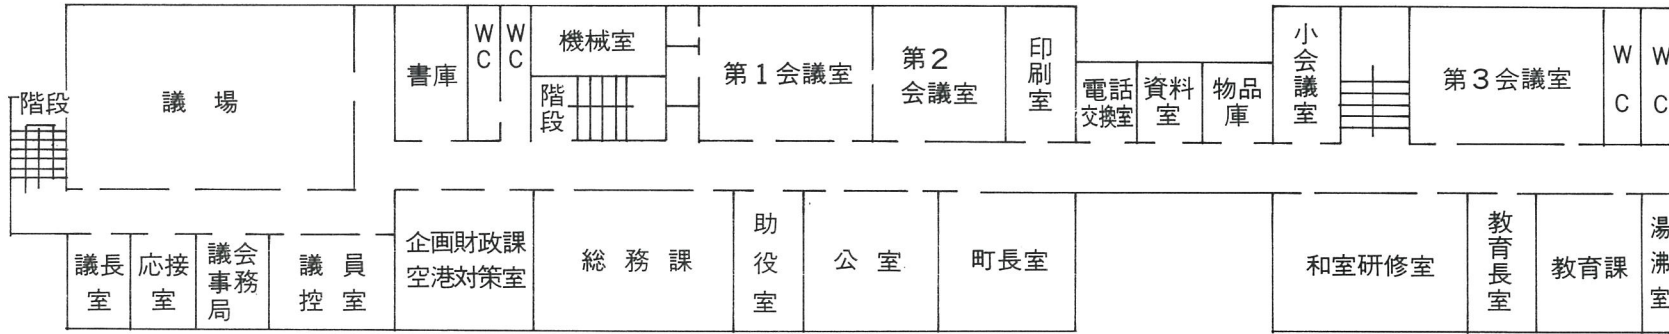 階段
議場
書庫
WC
WC
機械室
階段
第1会議室
第2
会議室
印刷室
電話
交換室
資料
室
物品
庫
小会議室
第3会議室
WC
WC
議長
室
応接
室
議会
事務
局
議員
控室
企画財政課
空港対策室
総務課
助役室
公室
町長室
和室研修室
教育長室
教育課
湯沸室